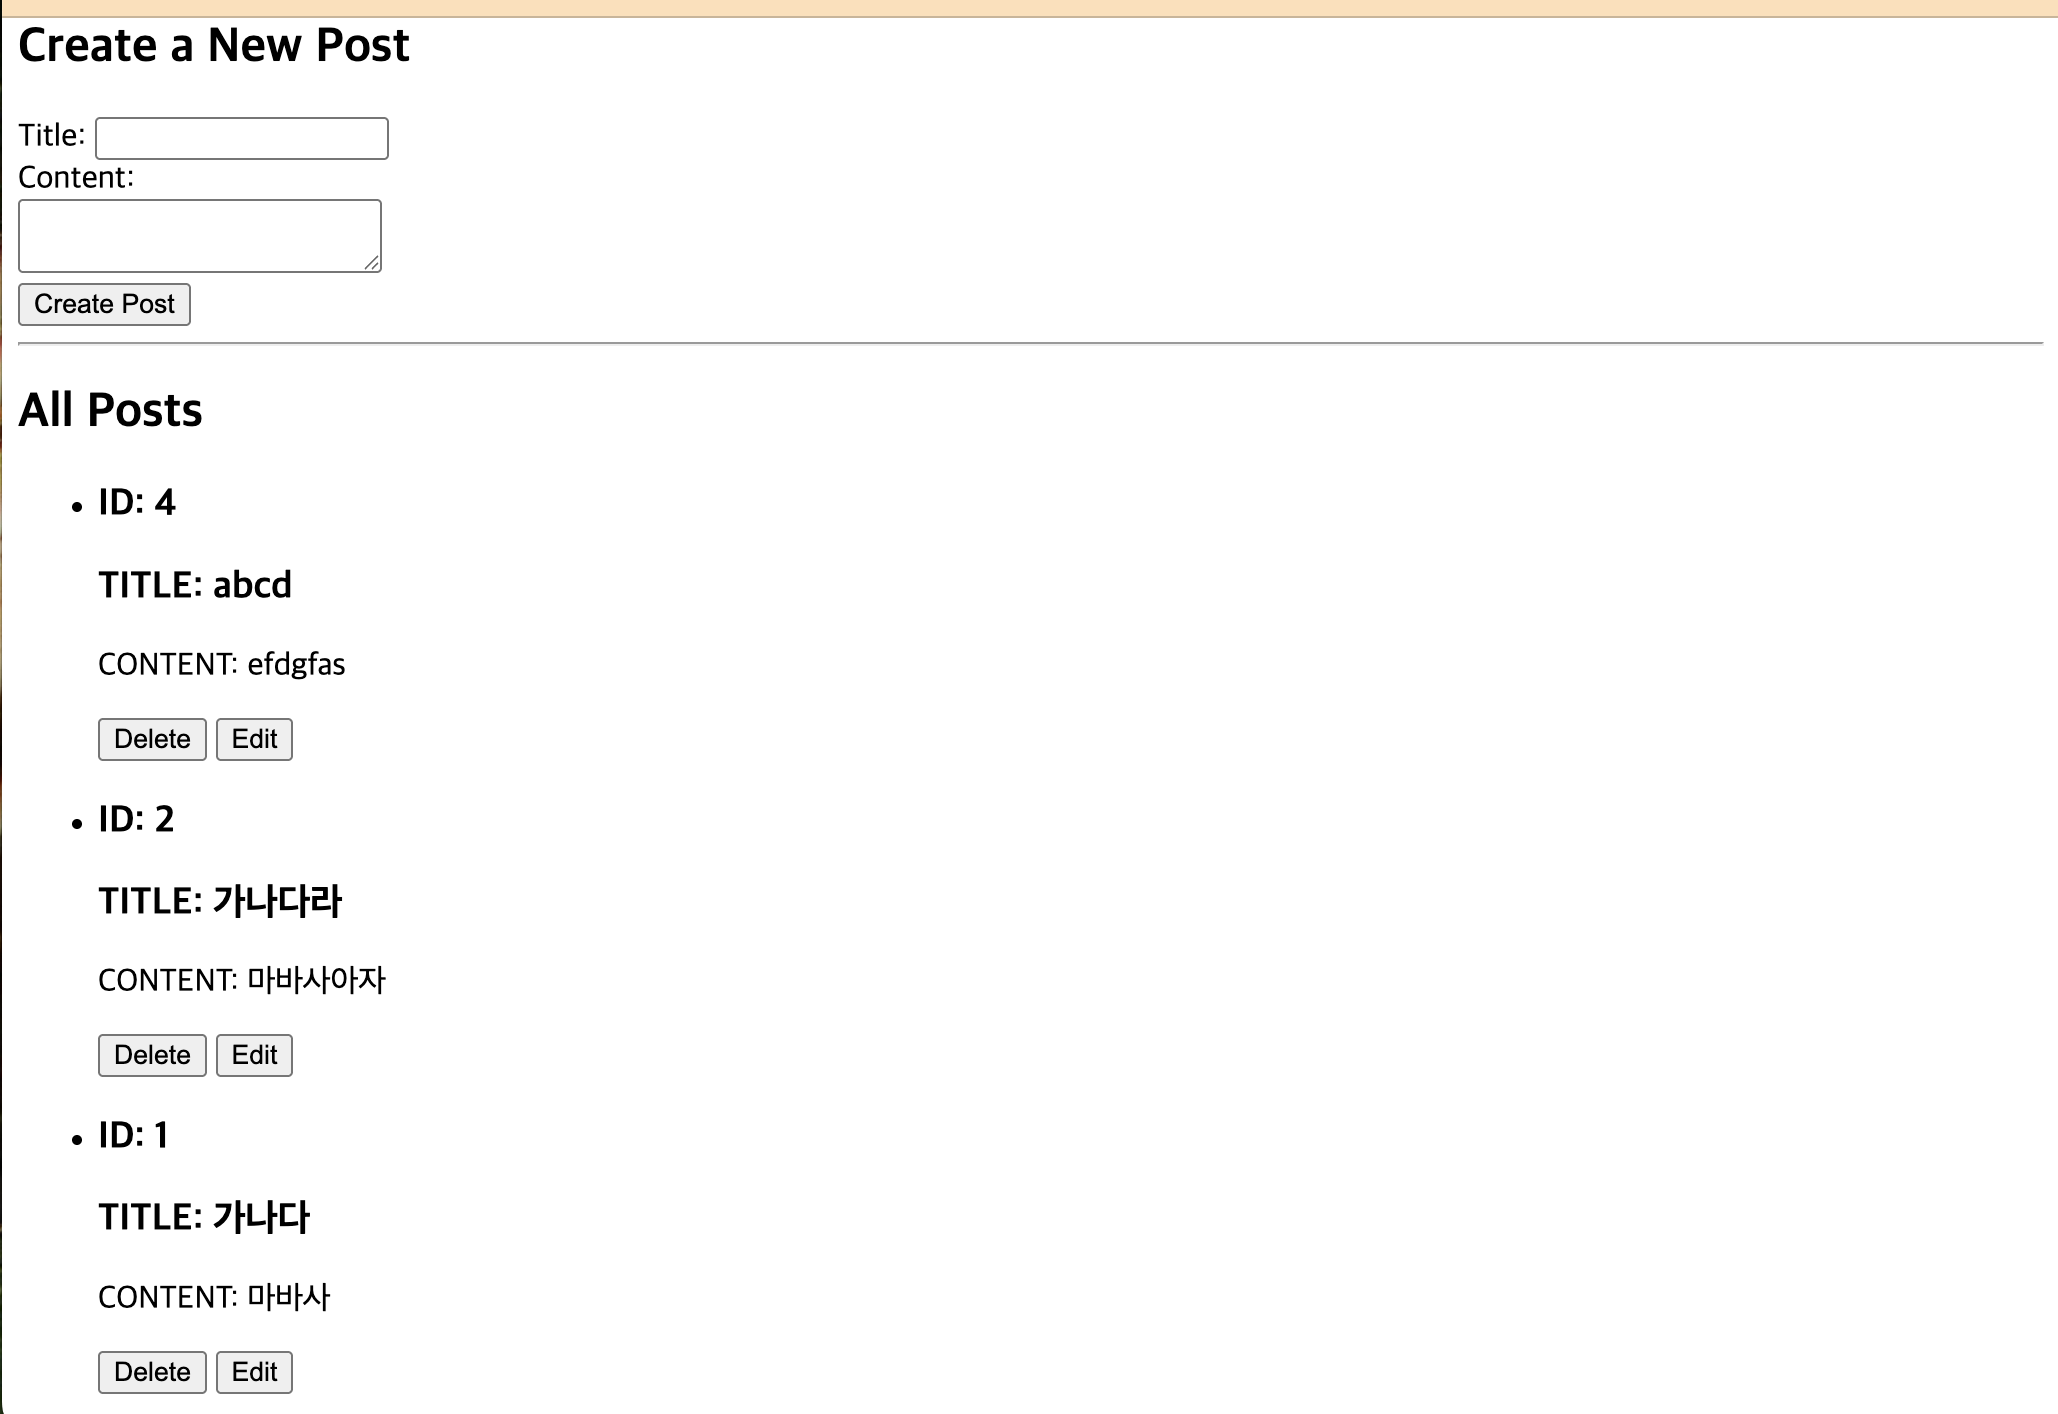 Create a New Post
Title:
Content:
Create Post
All Posts
ID: 4
TITLE: abcd
CONTENT: efdgfas
Delete Edit
ID: 2
TITLE: 가나다라
CONTENT: 마바사아자
Delete Edit
ID: 1
TITLE: 가나다
CONTENT: 마바사
Delete Edit